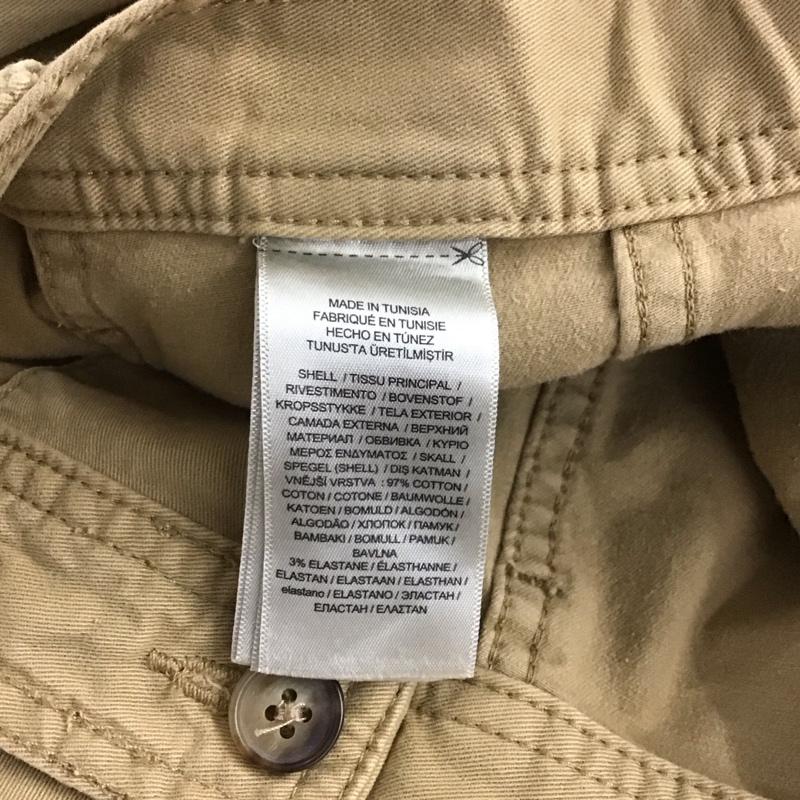 MADE IN TUNISIA
FABRIQUÉ EN TUNISIE
HECHO EN TÚNEZ
TUNUS'TA ÜRETİLMİŞTİR
SHELL / TISSU PRINCIPAL /
RIVESTIMENTO / BOVENSTOF /
KROPSSTYKKE / TELA EXTERIOR /
CAMADA EXTERNA / ВЕРХНИЙ
МАТЕРИАЛ / ОБВИВКА / ΚΥΡΙΟ
ΜΕΡΟΣ ΕΝΔΥΜΑΤΟΣ / SKALL /
SPEGEL (SHELL) / DIŞ KATMAN /
VNĚJŠÍ VRSTVA : 97% COTTON /
COTON / COTONE / BAUMWOLLE /
KATOEN / BOMULD / ALGODÓN /
ALGODÃO / ХЛОПОК / ПАМУК /
ΒΑΜΒΑΚΙ / BOMULL / PAMUK /
BAVLNA
3% ELASTANE / ÉLASTHANNE /
ELASTAN / ELASTAAN / ELASTHAN /
elastano / ELASTANO / ЭЛАСТАН /
ЕЛАСТАН / ΕΛΑΣΤΑΝ